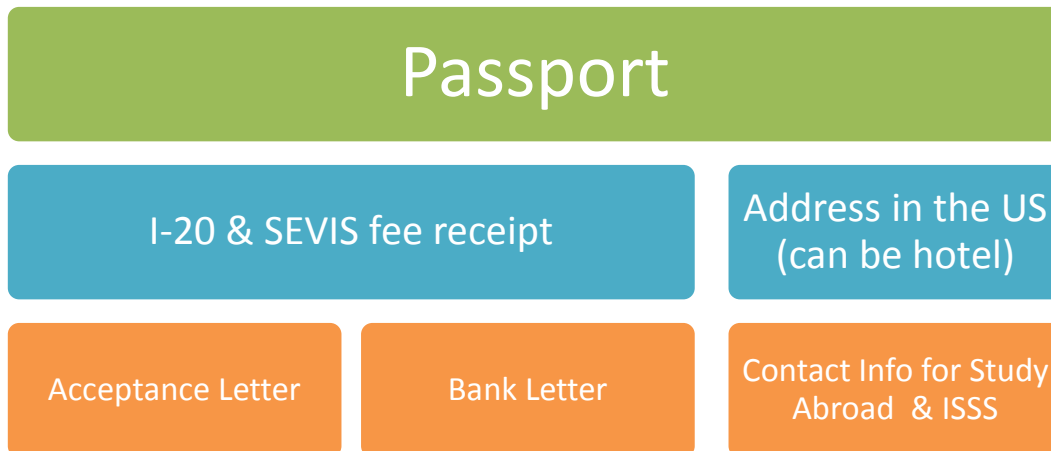 Passport
I-20 & SEVIS fee receipt
Address in the US
(can be hotel)
Acceptance Letter
Bank Letter
Contact Info for Study
Abroad & ISSS